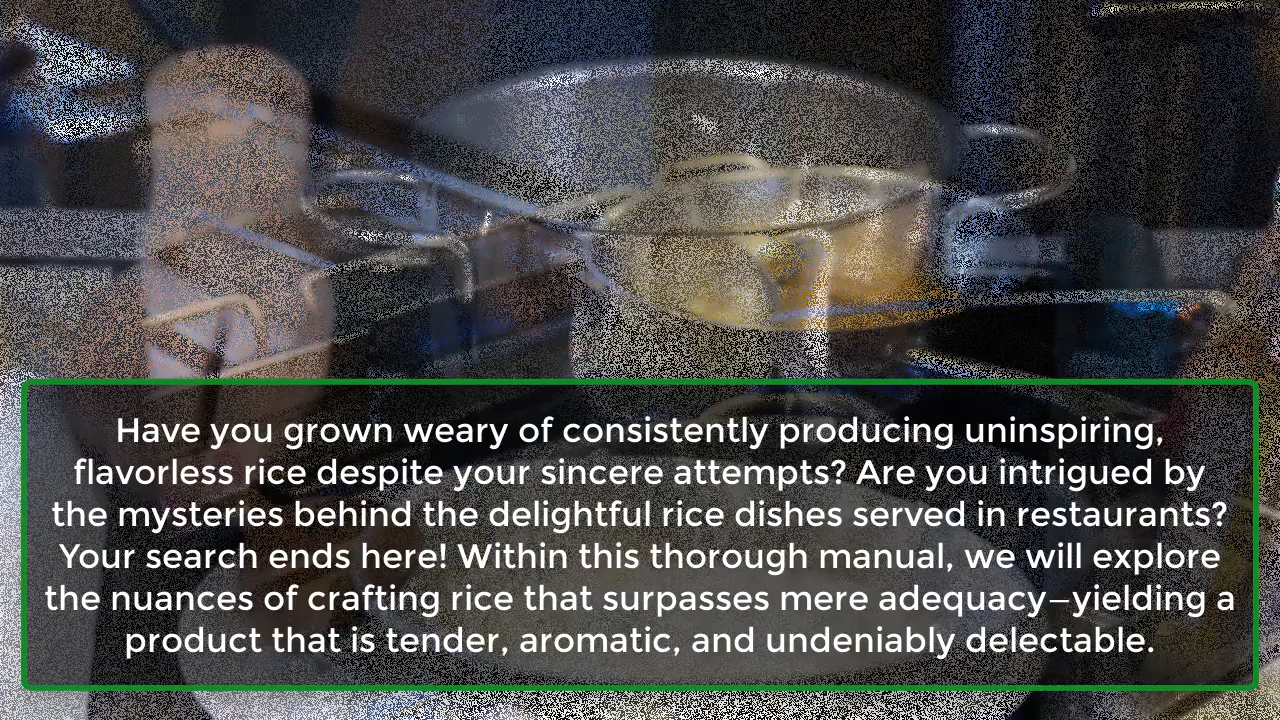 Have you grown weary of consistently producing uninspiring,
flavorless rice despite your sincere attempts? Are you intrigued by
the mysteries behind the delightful rice dishes served in restaurants?
Your search ends here! Within this thorough manual, we will explore
the nuances of crafting rice that surpasses mere adequacy—yielding a
product that is tender, aromatic, and undeniably delectable.